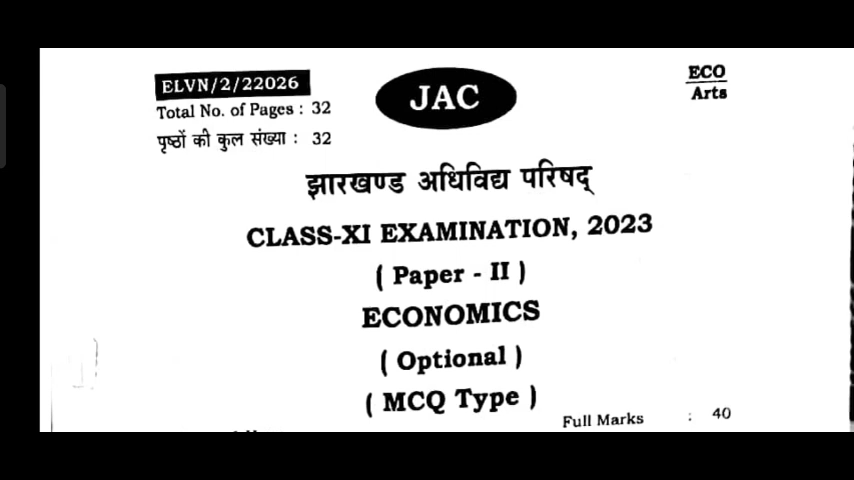 ELVN/2/22026
Total No. of Pages : 32
पृष्ठों की कुल संख्या : 32
JAC
ECO
Arts
झारखण्ड अधिविद्य परिषद्
CLASS-XI EXAMINATION, 2023
( Paper - II )
ECONOMICS
( Optional )
( MCQ Type )
Full Marks : 40